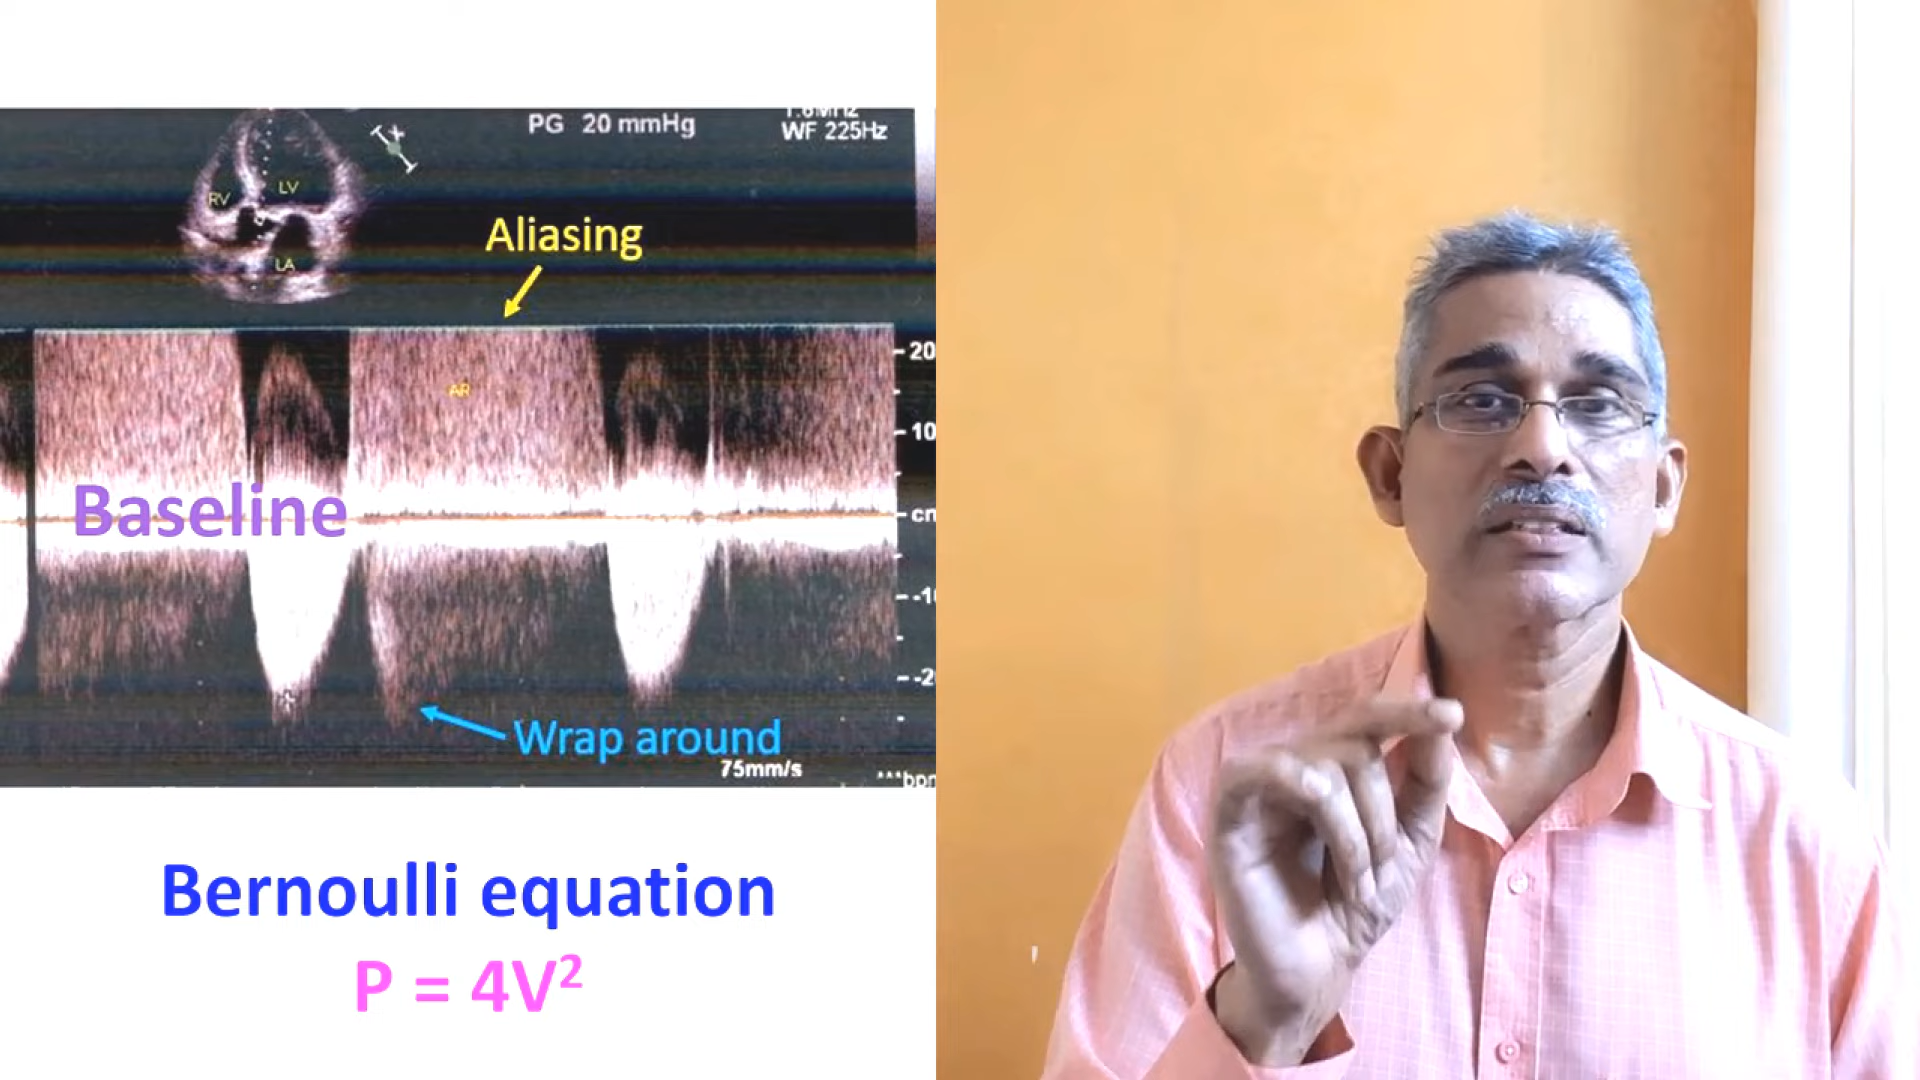 PG 20 mmHg
WF 225Hz
RV
LV
LA
Aliasing
AR
20
10
Baseline
Wrap around
75mm/s
***bpm
Bernoulli equation
P = 4V²